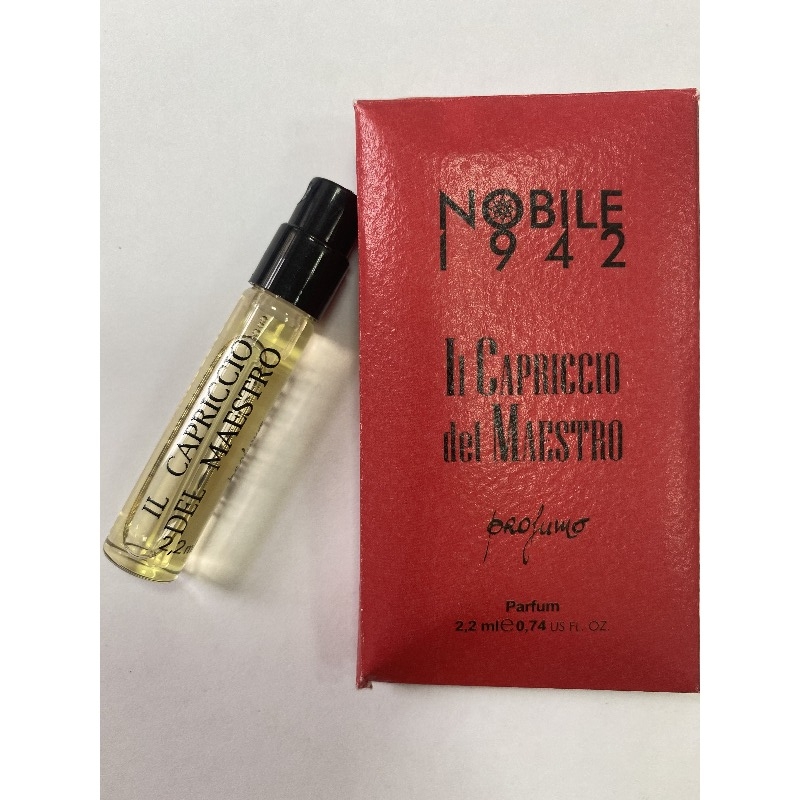 IL CAPRICCIO
DEL MAESTRO
NOBILE
1942
Il Capriccio
del Maestro
profumo
Parfum
2,2 ml e 0,74 US FL. OZ.